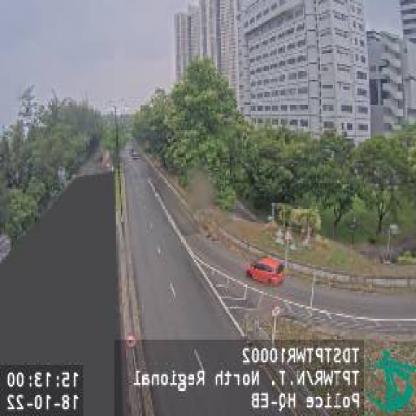 TDSTPTWR10002
TPTWR/N.T. North Regional
Police HQ-EB
15:13:00
18-10-22